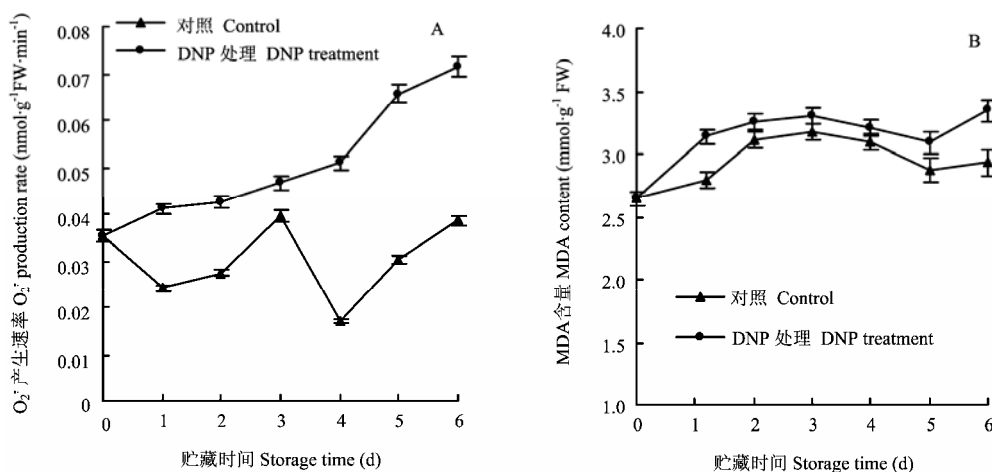 0.08
0.07
0.06
0.05
0.04
0.03
0.02
0.01
0
O₂⁻·产生速率 O₂⁻· production rate (nmol·g⁻¹FW·min⁻¹)
对照 Control
DNP 处理 DNP treatment
A
0 1 2 3 4 5 6
贮藏时间 Storage time (d)
4.0
3.5
3.0
2.5
2.0
1.5
1.0
MDA含量 MDA content (mmol·g⁻¹ FW)
B
对照 Control
DNP 处理 DNP treatment
0 1 2 3 4 5 6
贮藏时间 Storage time (d)